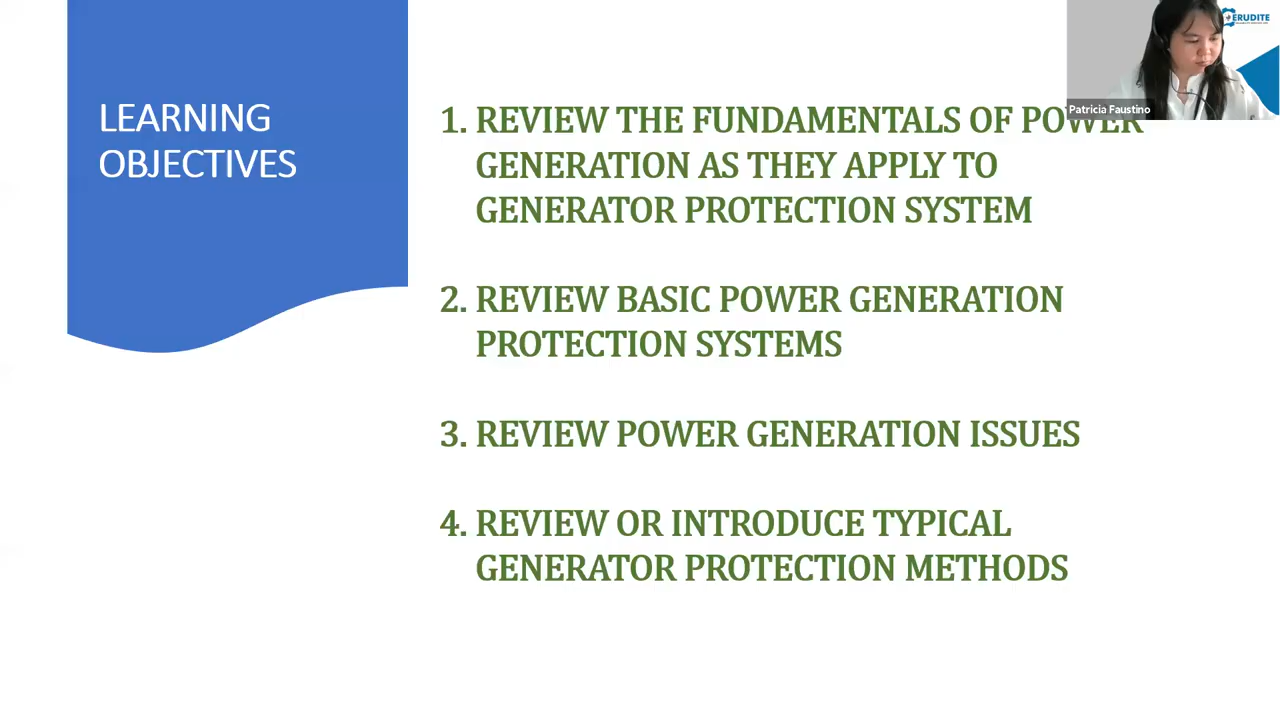 LEARNING
OBJECTIVES
1. REVIEW THE FUNDAMENTALS OF POWER
GENERATION AS THEY APPLY TO
GENERATOR PROTECTION SYSTEM
2. REVIEW BASIC POWER GENERATION
PROTECTION SYSTEMS
3. REVIEW POWER GENERATION ISSUES
4. REVIEW OR INTRODUCE TYPICAL
GENERATOR PROTECTION METHODS
ERUDITE
Patricia Faustino